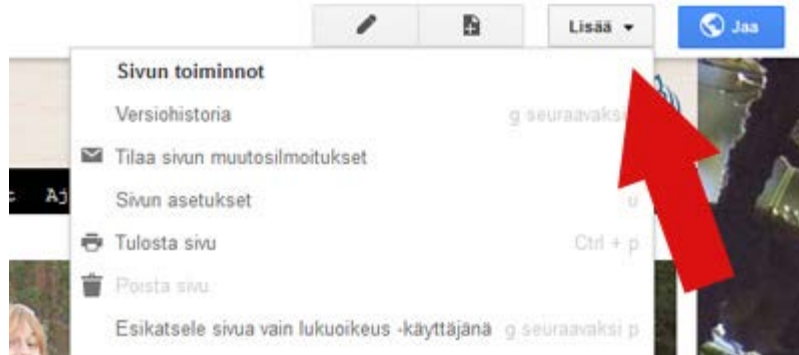 Lisää
Jaa
Sivun toiminnot
Versiohistoria g seuraavaksi
Tilaa sivun muutosilmoitukset
Sivun asetukset u
Tulosta sivu Ctrl + p
Poista sivu
Esikatsele sivua vain lukuoikeus -käyttäjänä g seuraavaksi p
Aj